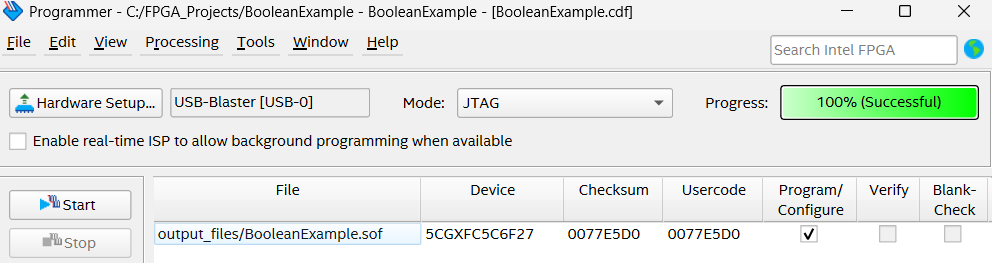 Programmer - C:/FPGA_Projects/BooleanExample - BooleanExample - [BooleanExample.cdf]
File Edit View Processing Tools Window Help
Search Intel FPGA
Hardware Setup... USB-Blaster [USB-0] Mode: JTAG Progress: 100% (Successful)
Enable real-time ISP to allow background programming when available
Start
Stop
File Device Checksum Usercode Program/ Verify Blank-
Configure Check
output_files/BooleanExample.sof 5CGXFC5C6F27 0077E5D0 0077E5D0